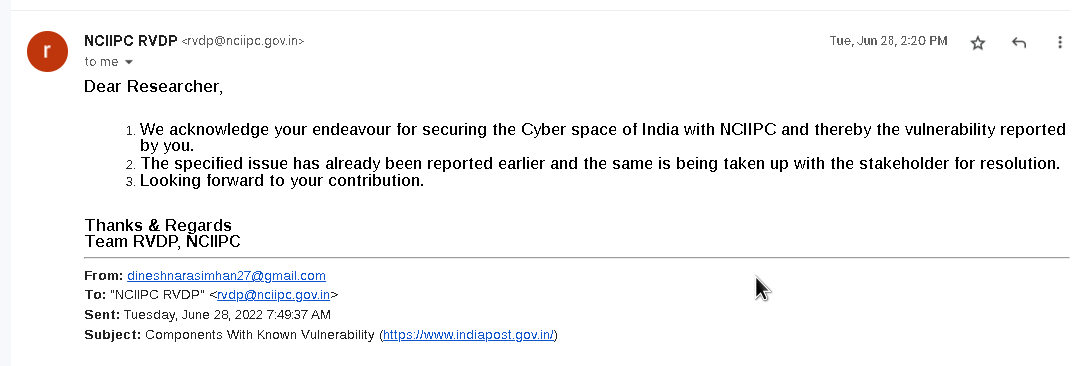 r
NCIIPC RVDP <rvdp@nciipc.gov.in>
Tue, Jun 28, 2:20 PM
to me
Dear Researcher,
1. We acknowledge your endeavour for securing the Cyber space of India with NCIIPC and thereby the vulnerability reported
by you.
2. The specified issue has already been reported earlier and the same is being taken up with the stakeholder for resolution.
3. Looking forward to your contribution.
Thanks & Regards
Team RVDP, NCIIPC
From: dineshnarasimhan27@gmail.com
To: "NCIIPC RVDP" <rvdp@nciipc.gov.in>
Sent: Tuesday, June 28, 2022 7:49:37 AM
Subject: Components With Known Vulnerability (https://www.indiapost.gov.in/)